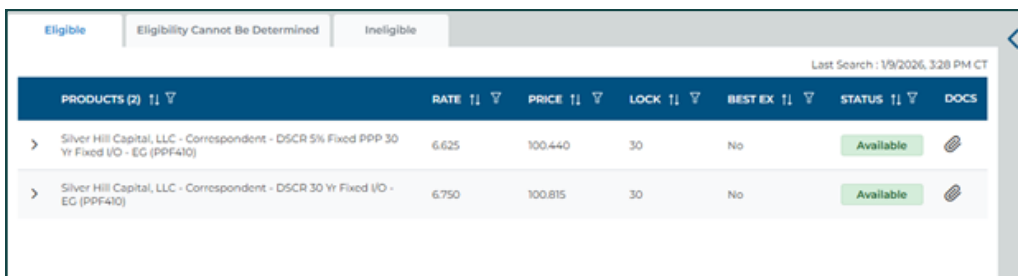 Eligible Eligibility Cannot Be Determined Ineligible
Last Search : 1/9/2026, 3:28 PM CT
PRODUCTS (2) RATE PRICE LOCK BEST EX STATUS DOCS
Silver Hill Capital, LLC - Correspondent - DSCR 5% Fixed PPP 30
Yr Fixed I/O - EG (PPF410)
6.625 100.440 30 No Available
Silver Hill Capital, LLC - Correspondent - DSCR 30 Yr Fixed I/O -
EG (PPF410)
6.750 100.815 30 No Available